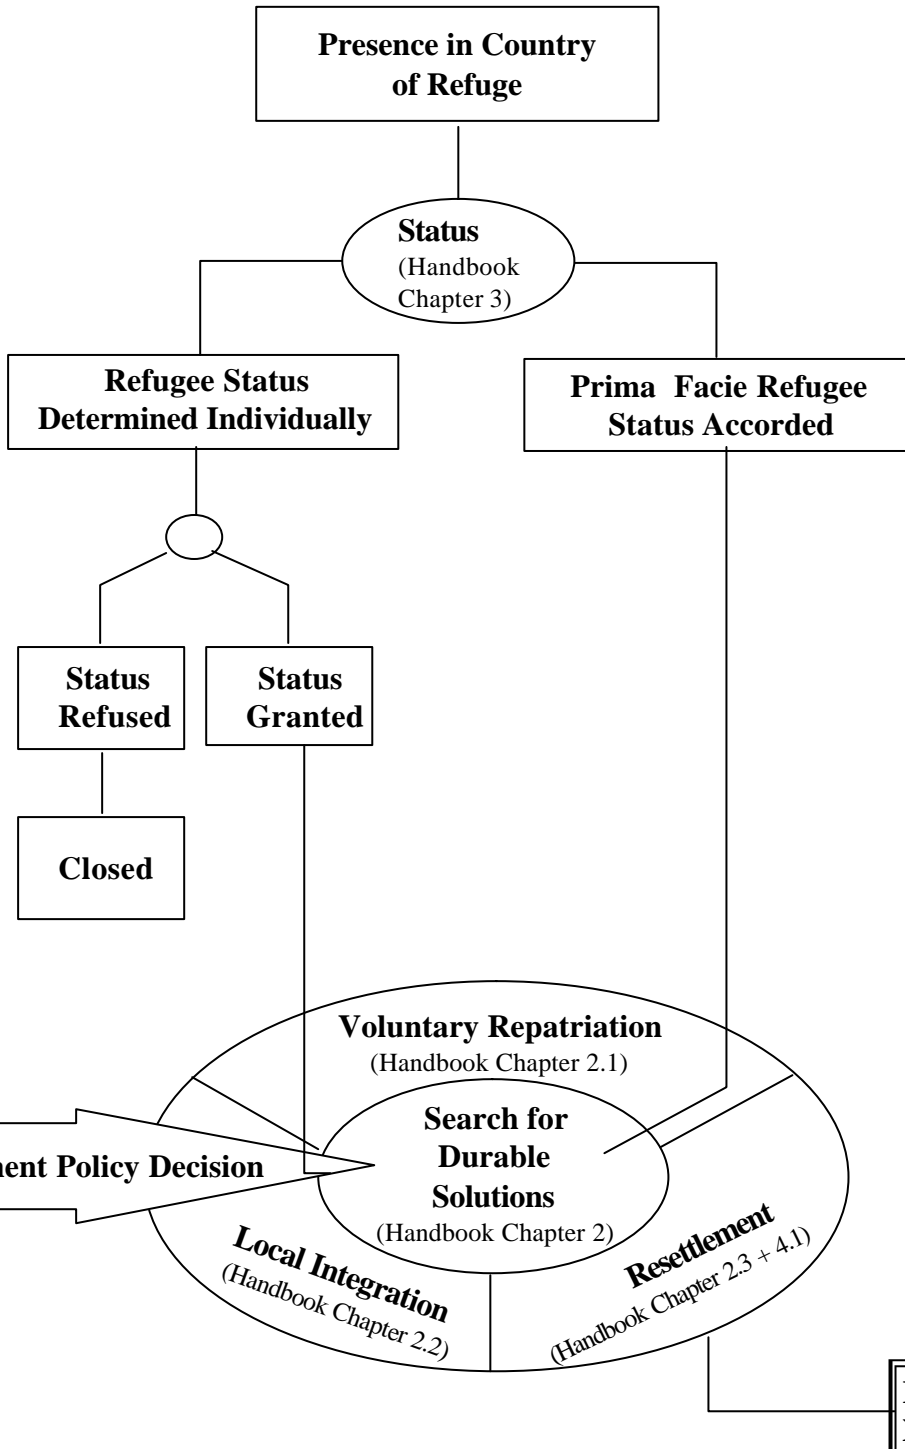 Presence in Country
of Refuge
Status
(Handbook
Chapter 3)
Refugee Status
Determined Individually
Prima Facie Refugee
Status Accorded
Status
Refused
Status
Granted
Closed
Voluntary Repatriation
(Handbook Chapter 2.1)
Search for
Durable
Solutions
(Handbook Chapter 2)
Policy Decision
Local Integration
(Handbook Chapter 2.2)
Resettlement
(Handbook Chapter 2.3 + 4.1)